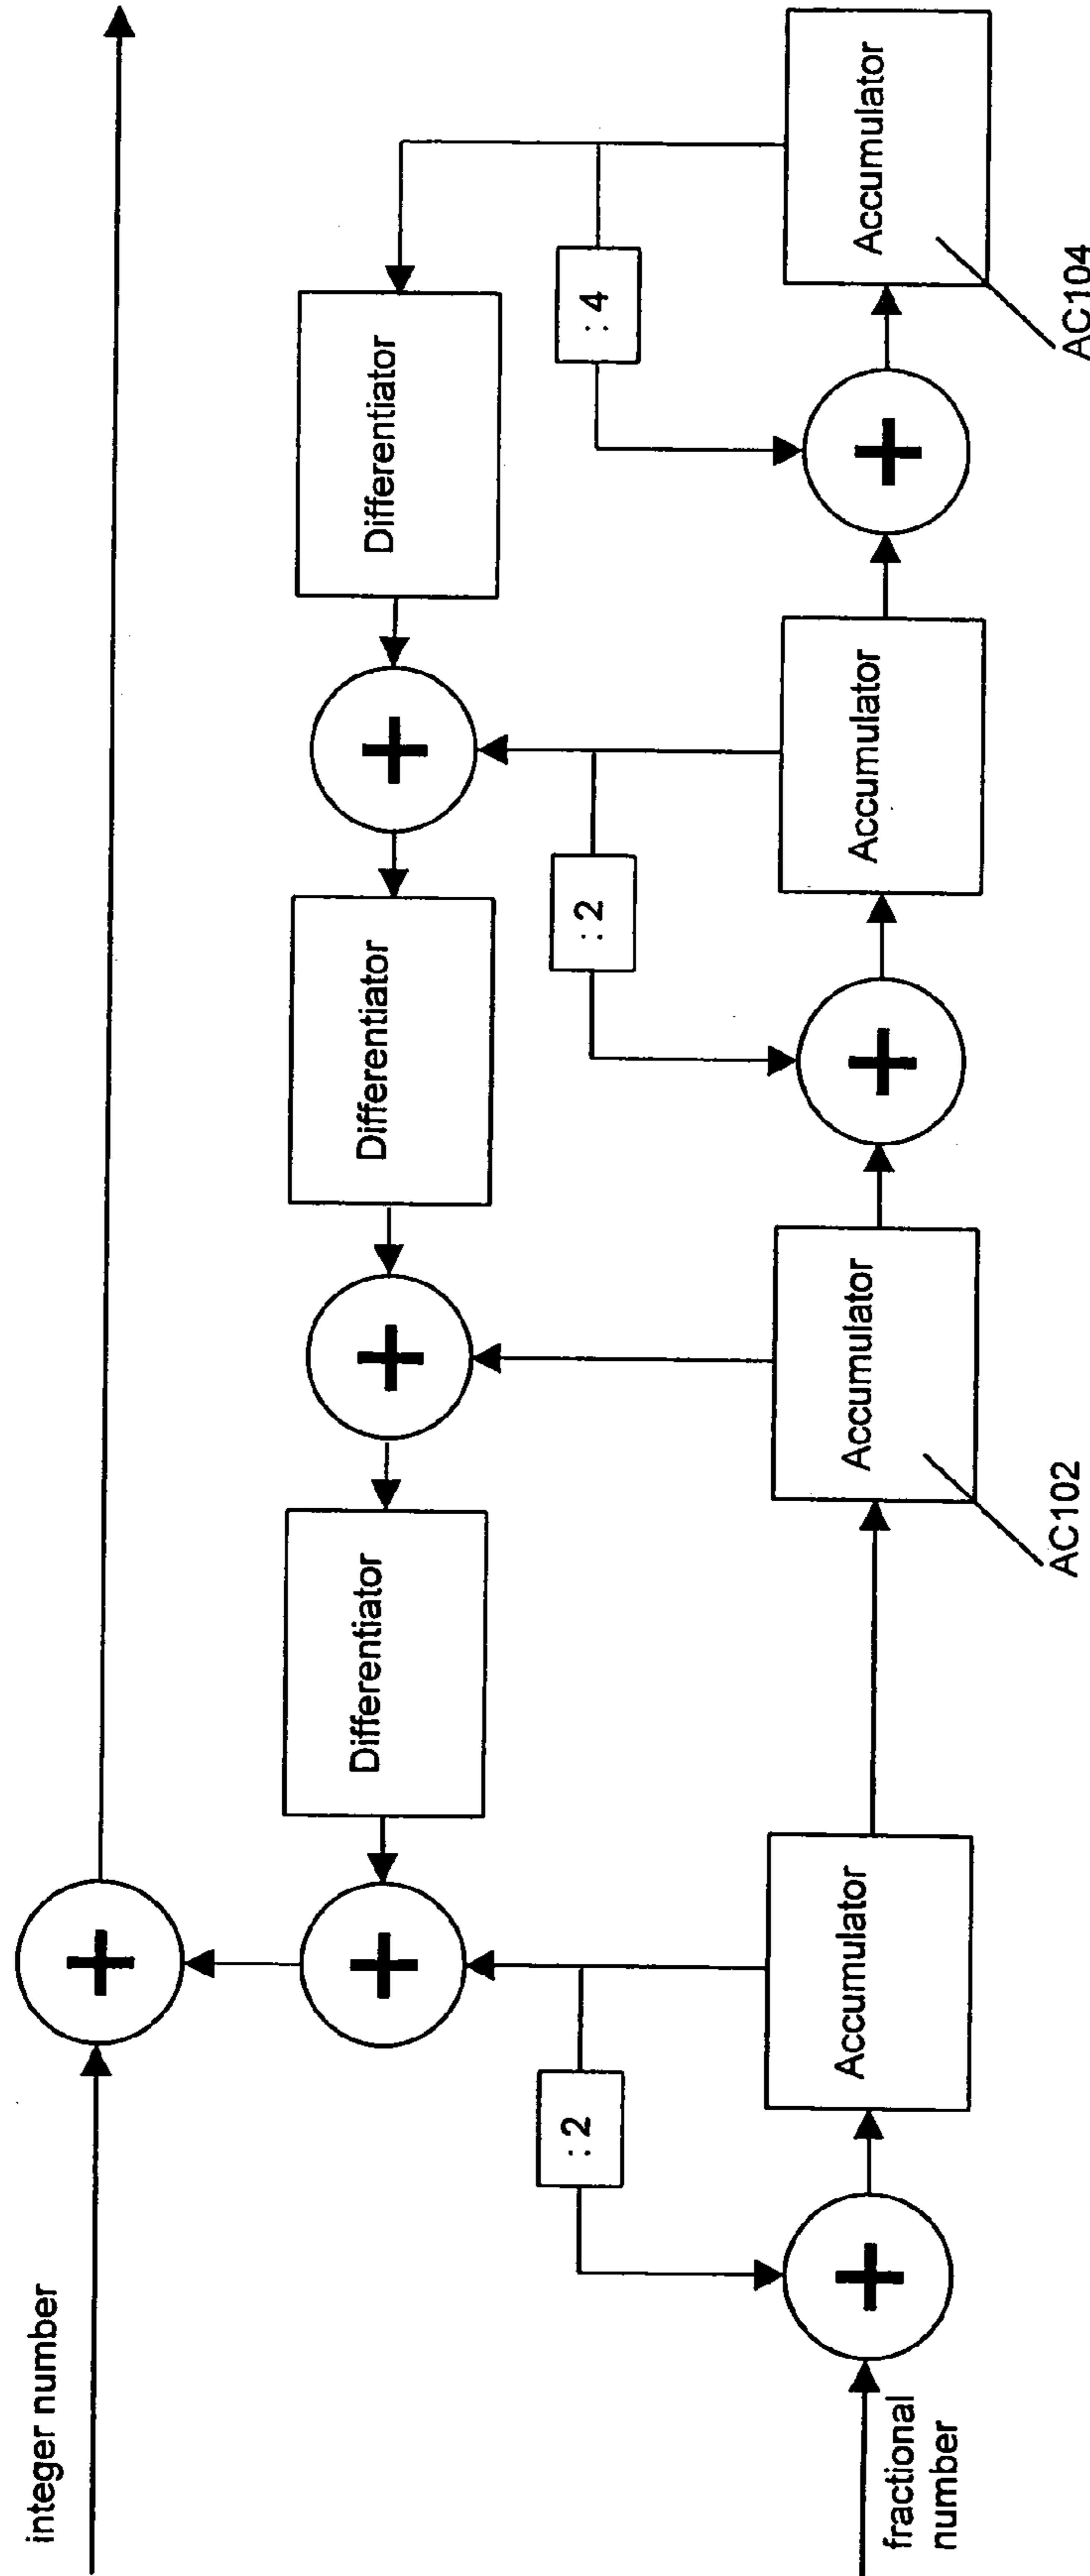 integer number
Differentiator
Differentiator
Differentiator
+
+
+
+
: 2
: 2
: 4
fractional
number
+
Accumulator
Accumulator
+
Accumulator
+
Accumulator
AC102
AC104